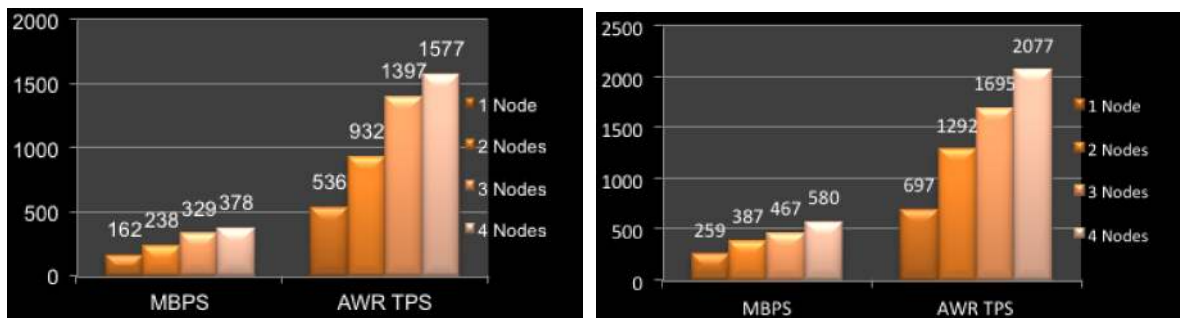 2000
1500
1000
500
0
162
238
329
378
536
932
1397
1577
MBPS
AWR TPS
1 Node
2 Nodes
3 Nodes
4 Nodes
2500
2000
1500
1000
500
0
259
387
467
580
697
1292
1695
2077
MBPS
AWR TPS
1 Node
2 Nodes
3 Nodes
4 Nodes